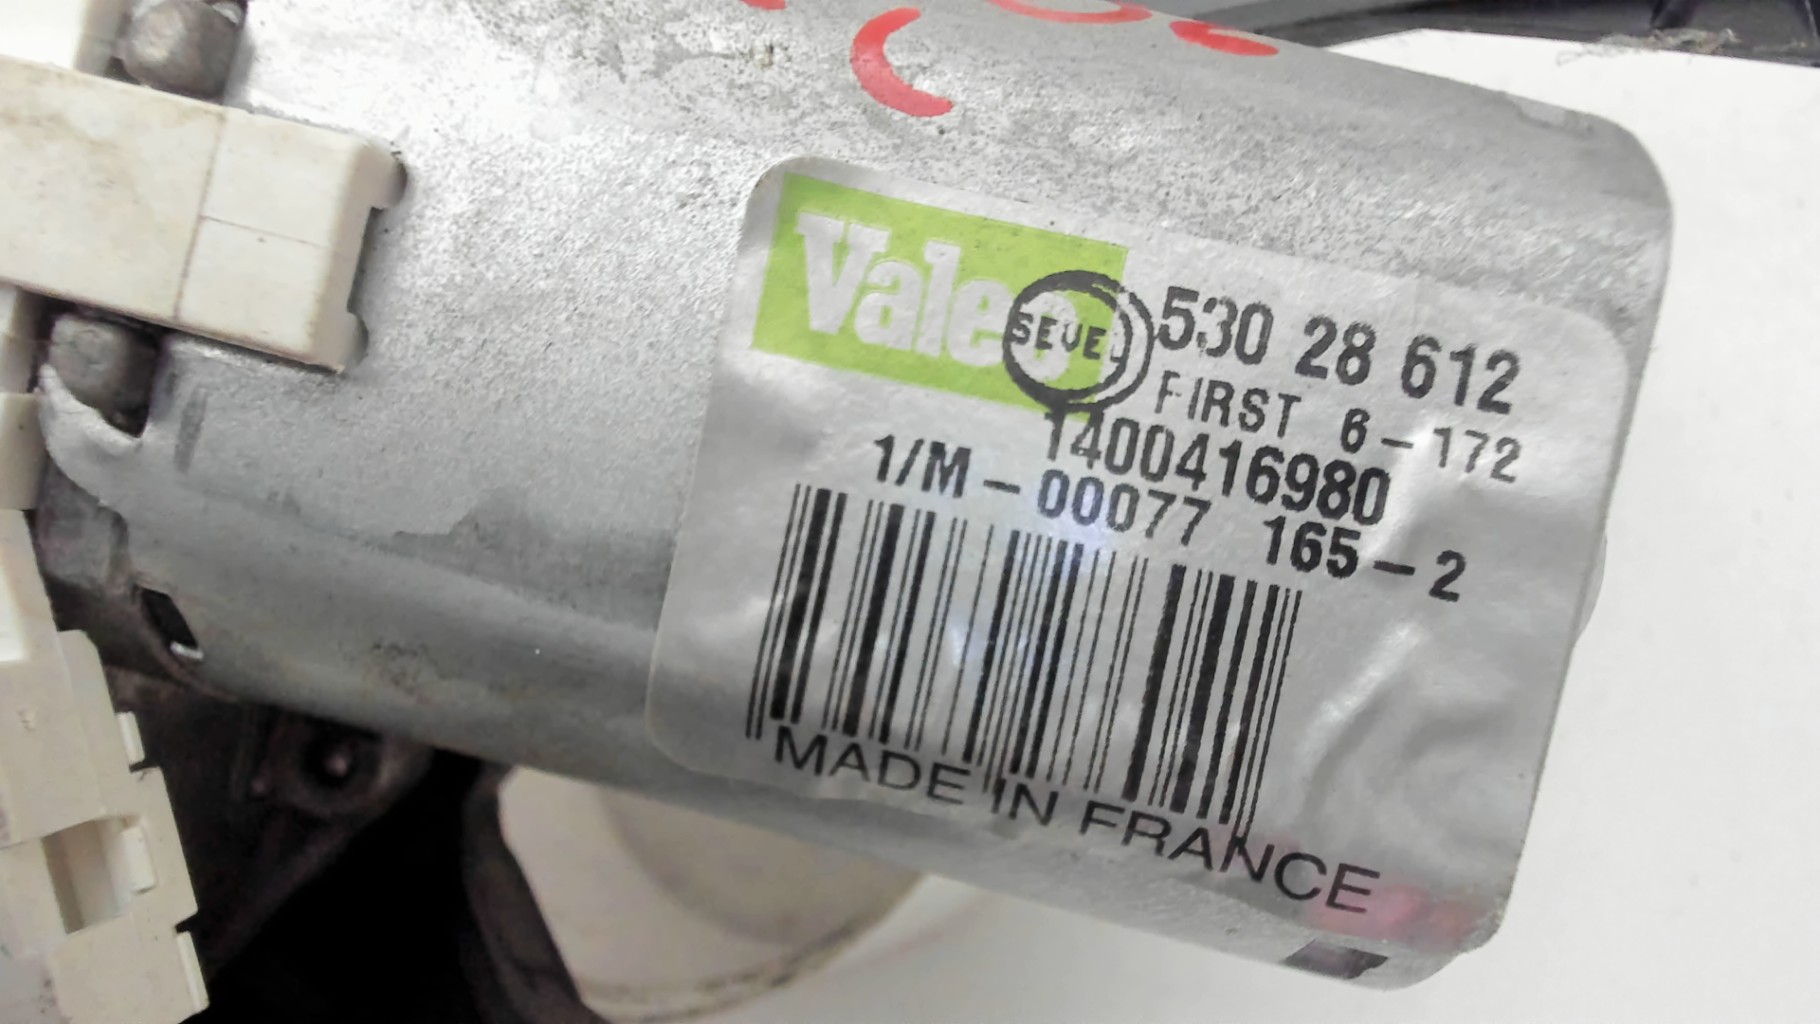 Valeo
SEVEL
530 28 612
FIRST 6-172
1400416980
1/M-00077 165-2
MADE IN FRANCE